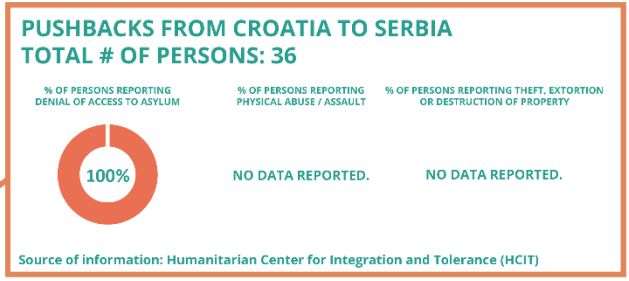 PUSHBACKS FROM CROATIA TO SERBIA
TOTAL # OF PERSONS: 36
% OF PERSONS REPORTING
DENIAL OF ACCESS TO ASYLUM
100%
% OF PERSONS REPORTING
PHYSICAL ABUSE / ASSAULT
NO DATA REPORTED.
% OF PERSONS REPORTING THEFT, EXTORTION
OR DESTRUCTION OF PROPERTY
NO DATA REPORTED.
Source of information: Humanitarian Center for Integration and Tolerance (HCIT)